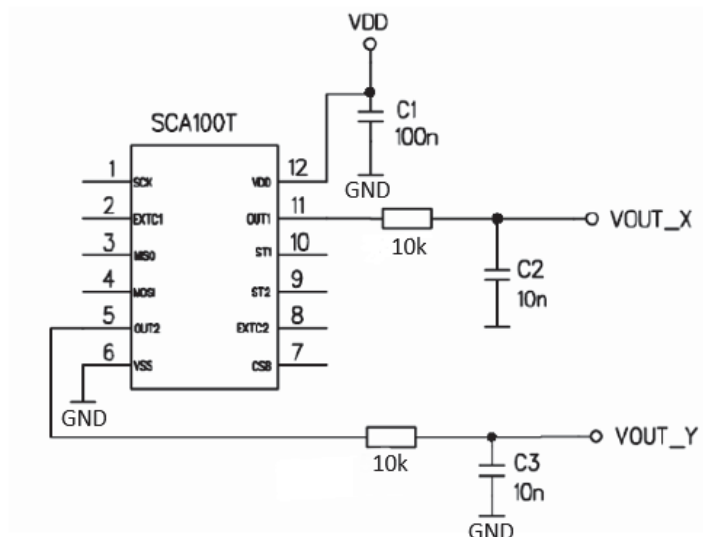 VDD
SCA100T
C1
100n
GND
1 SCK
VDD 12
2 EXTC1
OUT1 11
10k
VOUT_X
3 MISO
ST1 10
4 MOSI
ST2 9
C2
10n
5 OUT2
EXTC2 8
6 VSS
CSB 7
GND
10k
VOUT_Y
C3
10n
GND